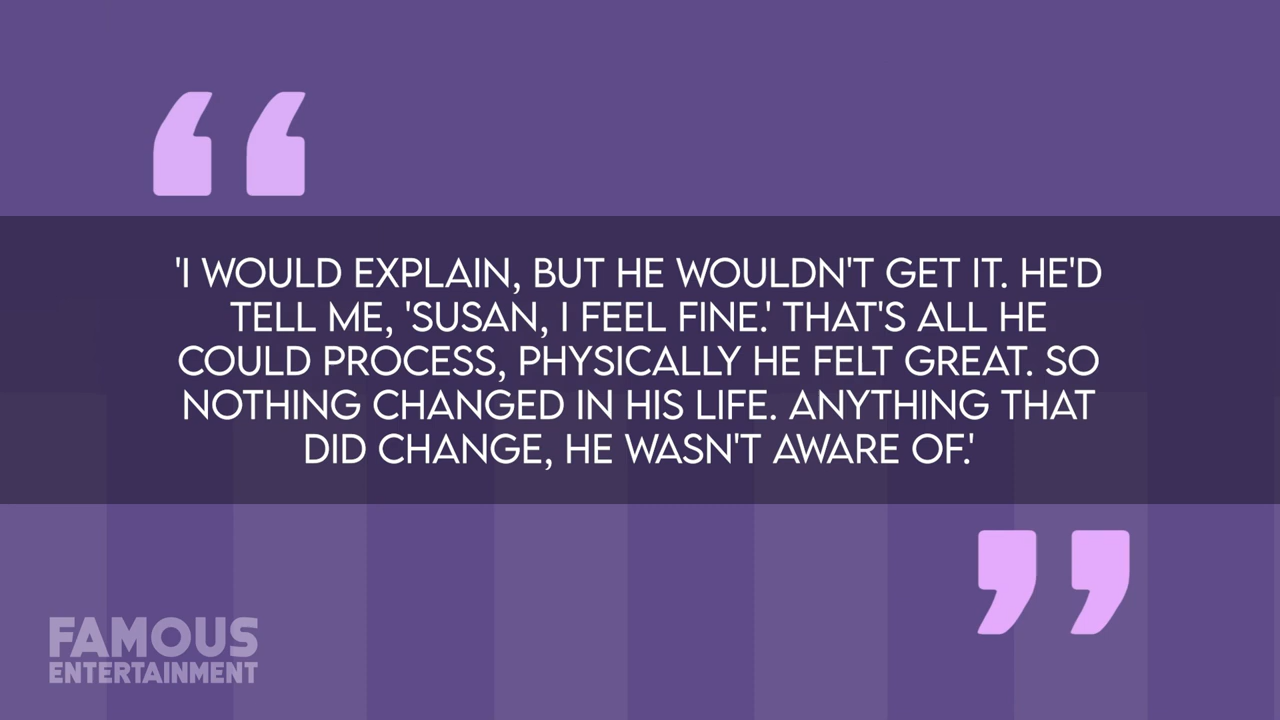 'I WOULD EXPLAIN, BUT HE WOULDN'T GET IT. HE'D
TELL ME, 'SUSAN, I FEEL FINE.' THAT'S ALL HE
COULD PROCESS, PHYSICALLY HE FELT GREAT. SO
NOTHING CHANGED IN HIS LIFE. ANYTHING THAT
DID CHANGE, HE WASN'T AWARE OF.'
FAMOUS
ENTERTAINMENT